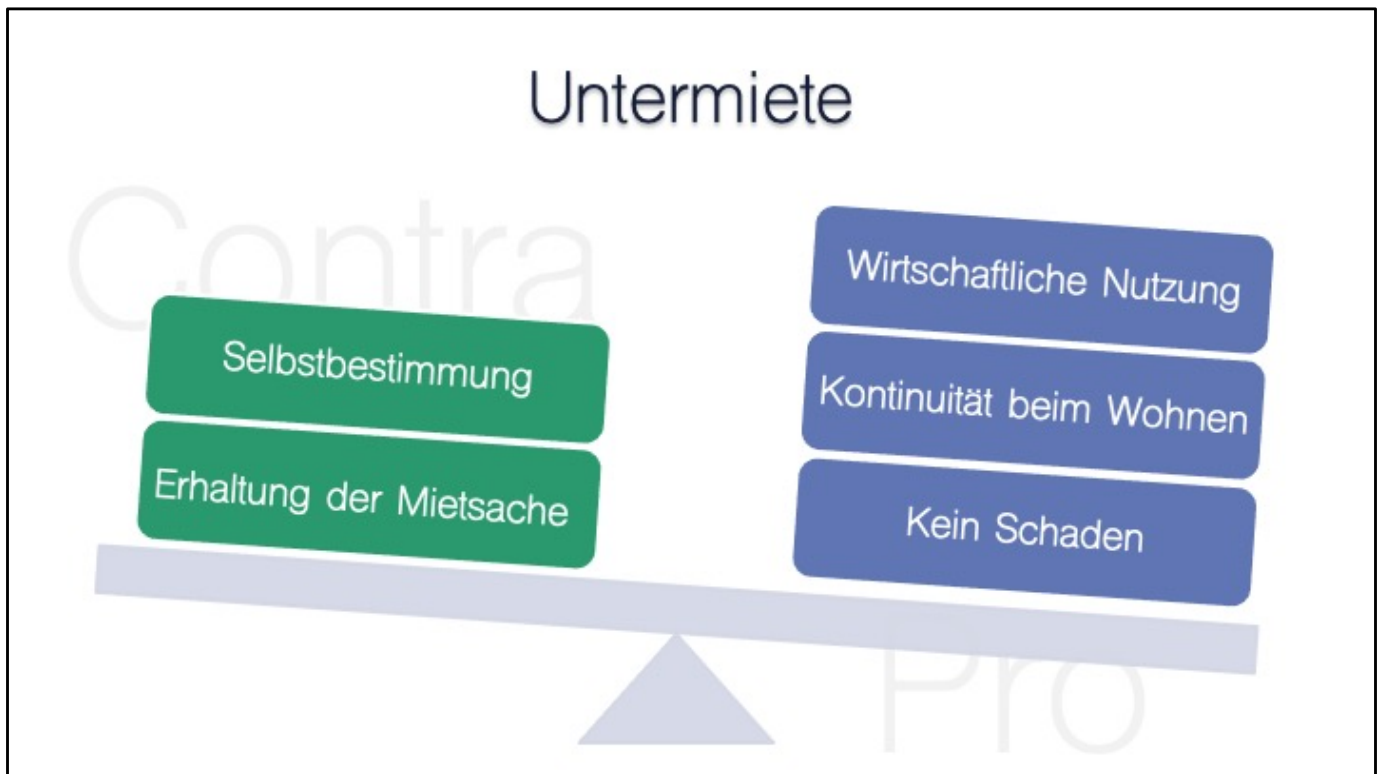 Untermiete
Contra
Selbstbestimmung
Erhaltung der Mietsache
Wirtschaftliche Nutzung
Kontinuität beim Wohnen
Kein Schaden
Pro